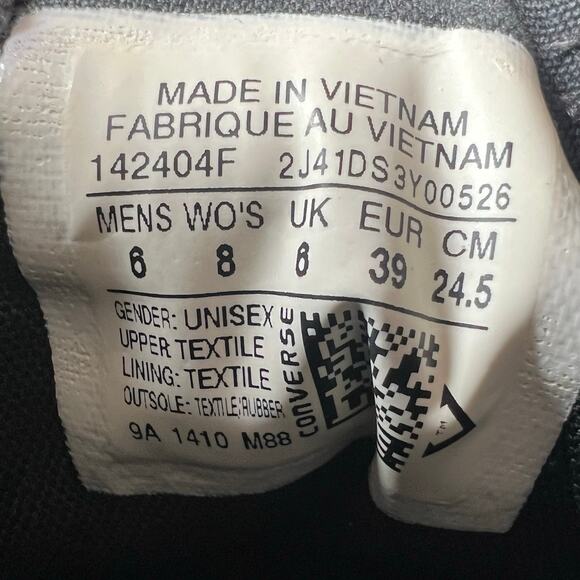 MADE IN VIETNAM
FABRIQUE AU VIETNAM
142404F 2J41DS3Y00526
MENS WO'S UK EUR CM
6 8 6 39 24.5
GENDER: UNISEX
UPPER TEXTILE
LINING: TEXTILE
OUTSOLE: TEXTILE/RUBBER
9A 1410 M88
CONVERSE
TM